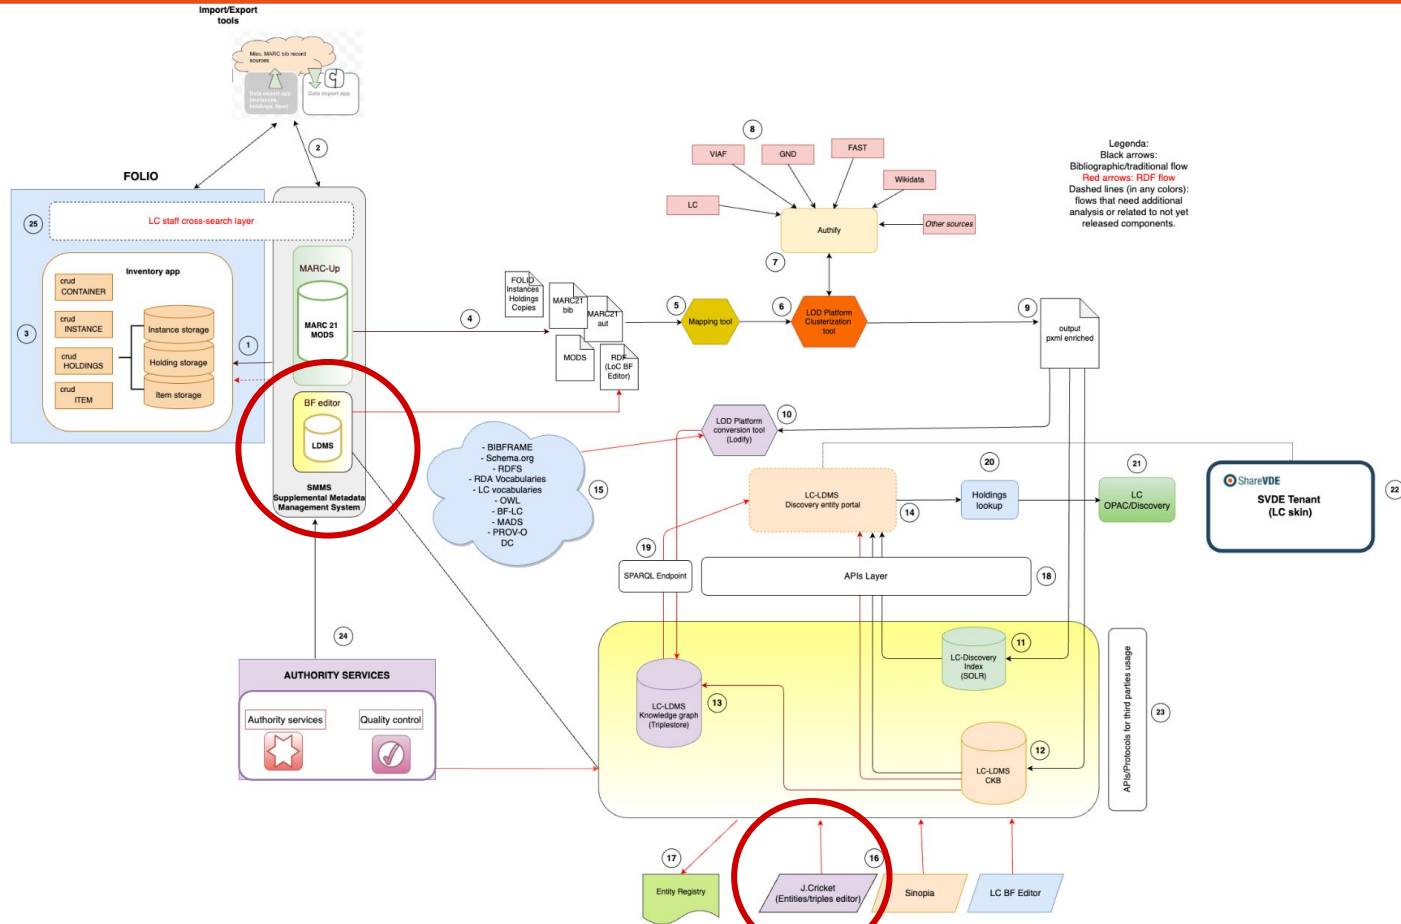 Import/Export
tools
Misc. MARC bib record
sources
Data export app
(instances,
holdings, item)
Data import app
2
FOLIO
25
LC staff cross-search layer
3
Inventory app
crud
CONTAINER
crud
INSTANCE
crud
HOLDINGS
crud
ITEM
Instance storage
Holding storage
Item storage
1
MARC-Up
MARC 21
MODS
BF editor
LDMS
SMMS
Supplemental Metadata
Management System
4
FOLIO
Instances
Holdings
Copies
MARC21
bib
MARC21
aut
MODS
RDF
(LoC BF
Editor)
5
Mapping tool
6
LOD Platform
Clusterization
tool
7
Authify
8
VIAF
GND
FAST
Wikidata
LC
Other sources
9
output
pxml enriched
Legenda:
Black arrows:
Bibliographic/traditional flow
Red arrows: RDF flow
Dashed lines (in any colors):
flows that need additional
analysis or related to not yet
released components.
10
LOD Platform
conversion tool
(Lodify)
- BIBFRAME
- Schema.org
- RDFS
- RDA Vocabularies
- LC vocabularies
- OWL
- BF-LC
- MADS
- PROV-O
DC
15
LC-LDMS
Discovery entity portal
14
20
Holdings
lookup
21
LC
OPAC/Discovery
ShareVDE
SVDE Tenant
(LC skin)
22
19
SPARQL Endpoint
APIs Layer
18
24
AUTHORITY SERVICES
Authority services
Quality control
11
LC-Discovery
Index
(SOLR)
LC-LDMS
Knowledge graph
(Triplestore)
13
12
LC-LDMS
CKB
APIs/Protocols for third parties usage
23
17
Entity Registry
16
J.Cricket
(Entities/triples editor)
Sinopia
LC BF Editor